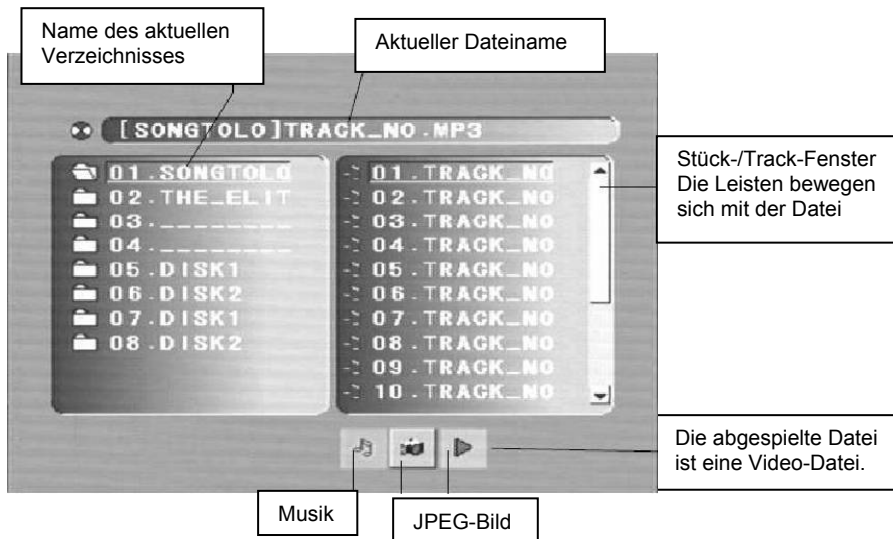 Name des aktuellen
Verzeichnisses
Aktueller Dateiname
[SONGTOLO]TRACK_NO.MP3
01.SONGTOLO
02.THE_ELIT
03.________
04.________
05.DISK1
06.DISK2
07.DISK1
08.DISK2
01.TRACK_NO
02.TRACK_NO
03.TRACK_NO
04.TRACK_NO
05.TRACK_NO
06.TRACK_NO
07.TRACK_NO
08.TRACK_NO
09.TRACK_NO
10.TRACK_NO
Stück-/Track-Fenster
Die Leisten bewegen
sich mit der Datei
Die abgespielte Datei
ist eine Video-Datei.
Musik
JPEG-Bild